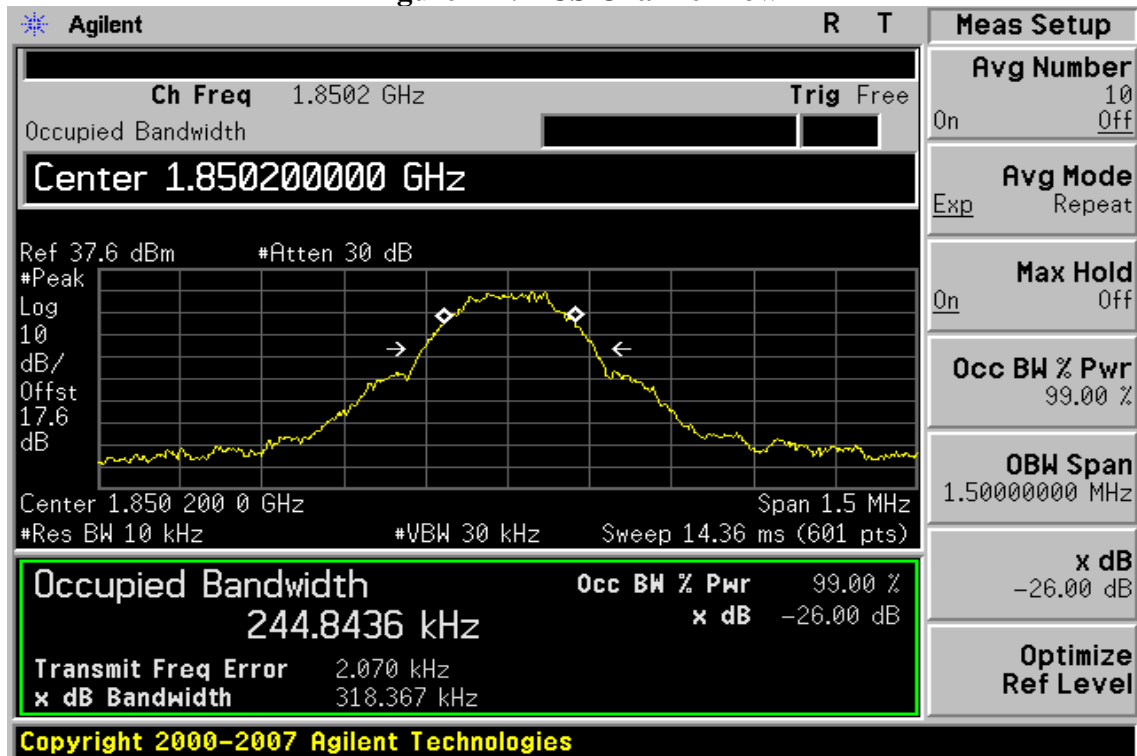 Agilent R T
Meas Setup
Ch Freq 1.8502 GHz Trig Free
Occupied Bandwidth
Center 1.850200000 GHz
Ref 37.6 dBm #Atten 30 dB
#Peak
Log
10
dB/
Offst
17.6
dB
Center 1.850 200 0 GHz Span 1.5 MHz
#Res BW 10 kHz #VBW 30 kHz Sweep 14.36 ms (601 pts)
Occupied Bandwidth Occ BW % Pwr 99.00 %
244.8436 kHz x dB -26.00 dB
Transmit Freq Error 2.070 kHz
x dB Bandwidth 318.367 kHz
Avg Number
10
On Off
Avg Mode
Exp Repeat
Max Hold
On Off
Occ BW % Pwr
99.00 %
OBW Span
1.50000000 MHz
x dB
-26.00 dB
Optimize
Ref Level
Copyright 2000-2007 Agilent Technologies